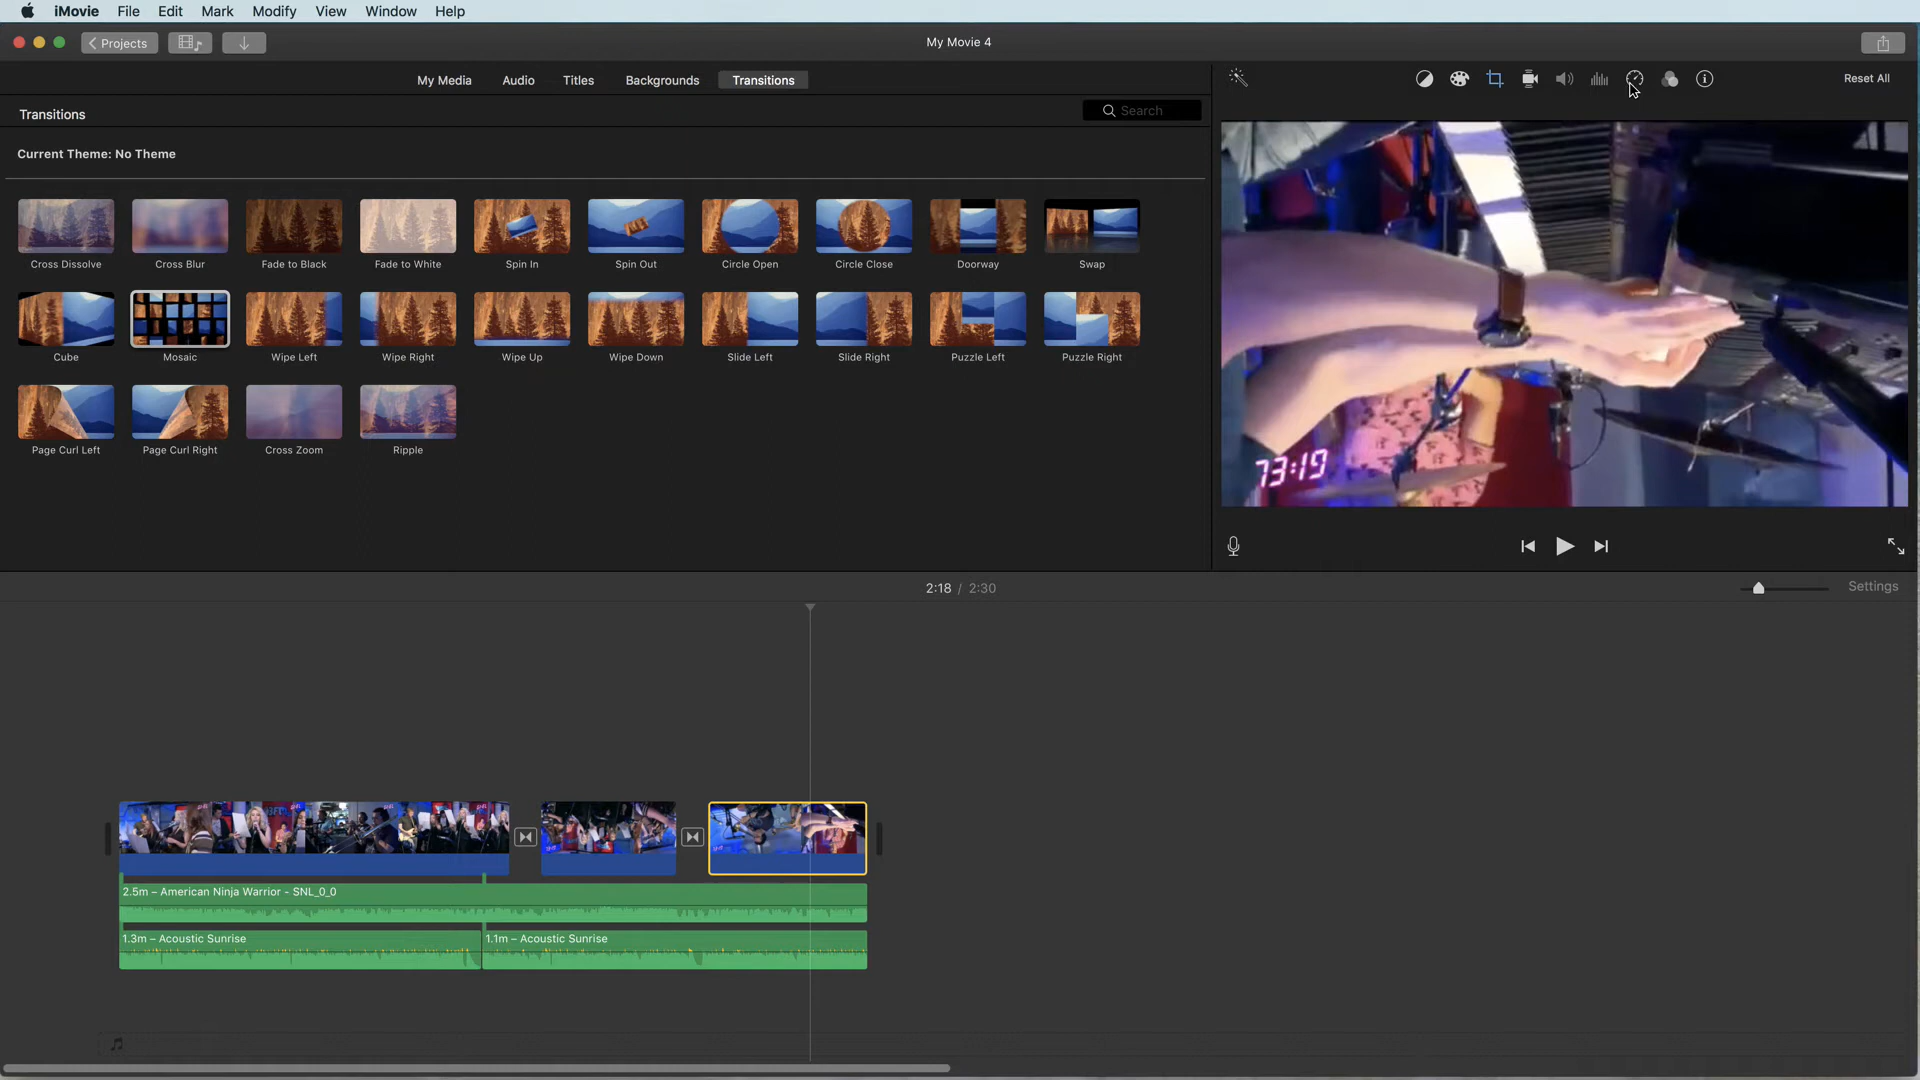 iMovie File Edit Mark Modify View Window Help
Projects
My Movie 4
My Media Audio Titles Backgrounds Transitions
Reset All
Transitions
Search
Current Theme: No Theme
Cross Dissolve Cross Blur Fade to Black Fade to White Spin In Spin Out Circle Open Circle Close Doorway Swap
Cube Mosaic Wipe Left Wipe Right Wipe Up Wipe Down Slide Left Slide Right Puzzle Left Puzzle Right
Page Curl Left Page Curl Right Cross Zoom Ripple
73:19
2:18 / 2:30
Settings
2.5m – American Ninja Warrior - SNL_0_0
1.3m – Acoustic Sunrise
1.1m – Acoustic Sunrise